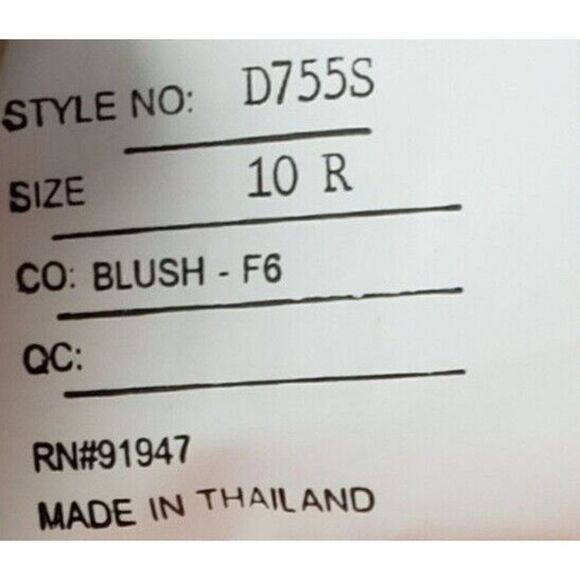 STYLE NO: D755S
SIZE 10 R
CO: BLUSH - F6
QC:
RN#91947
MADE IN THAILAND